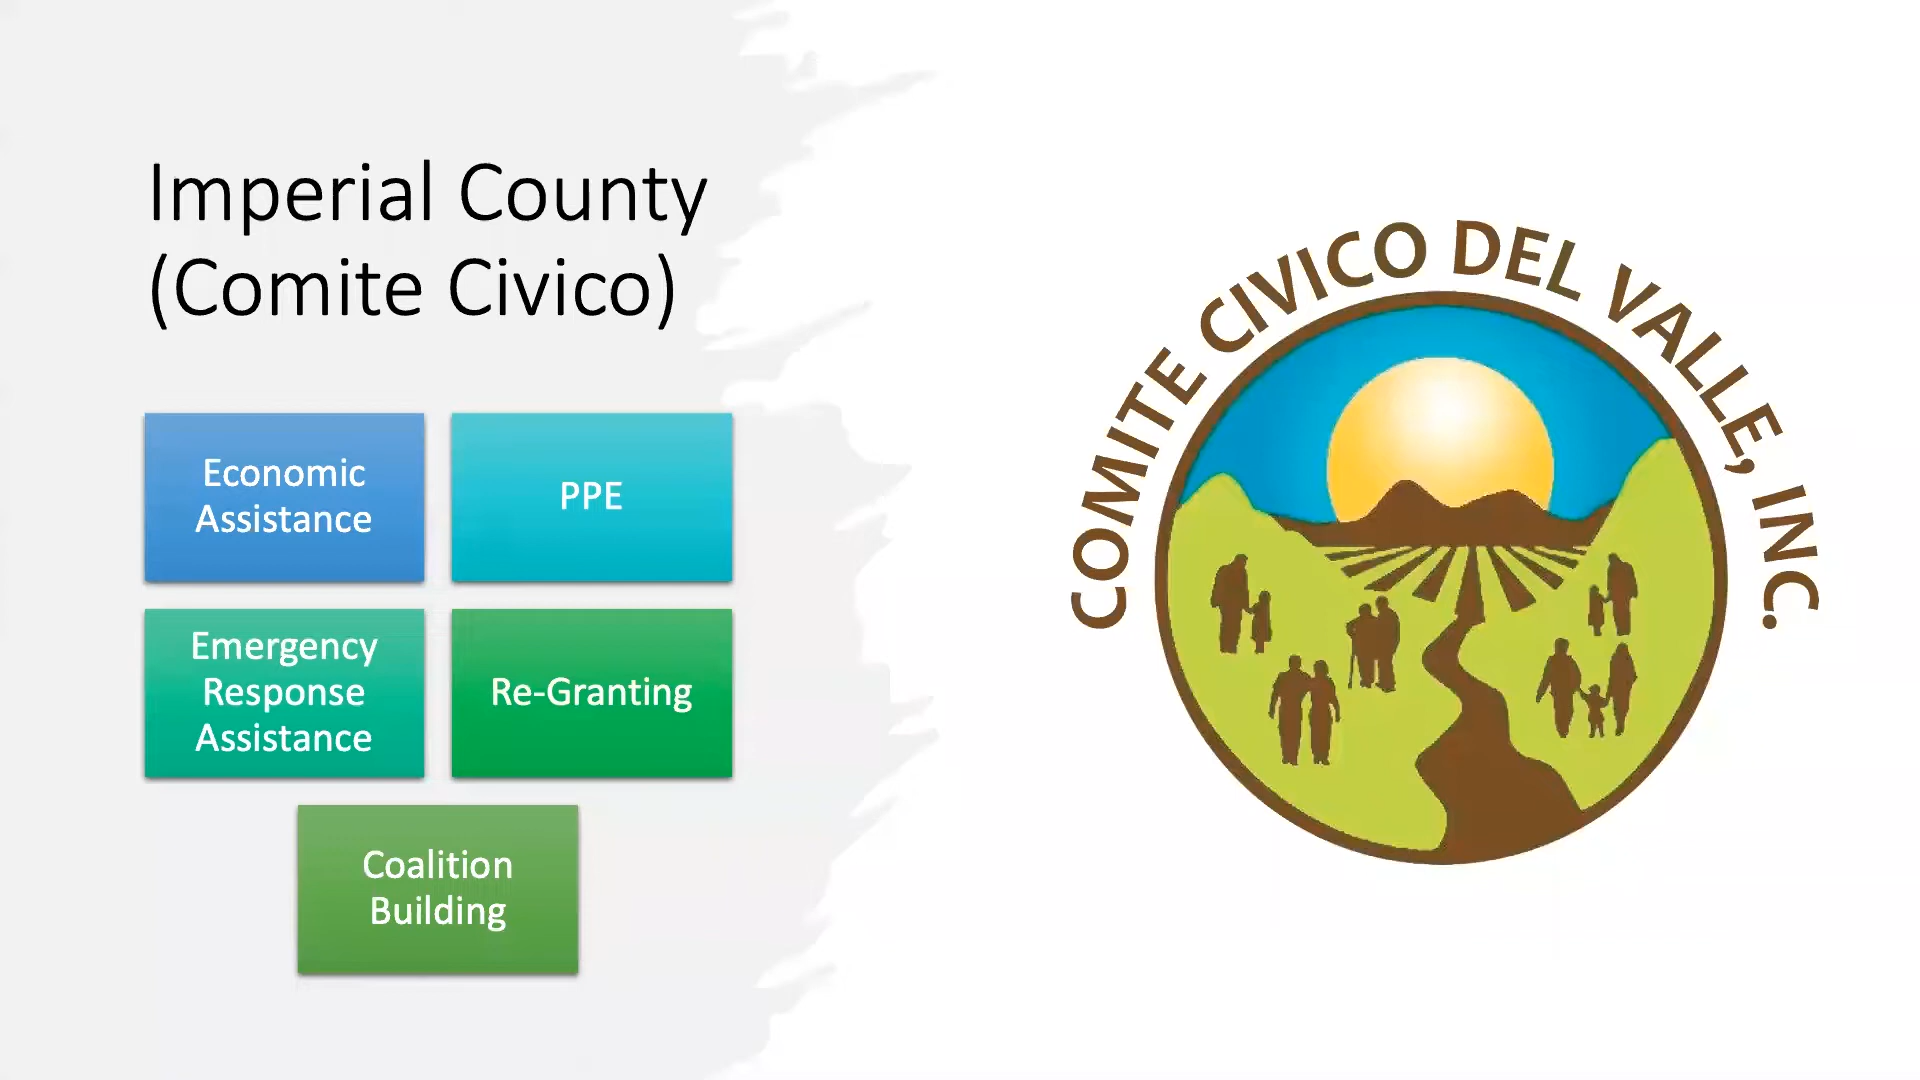 Imperial County
(Comite Civico)
Economic
Assistance
PPE
Emergency
Response
Assistance
Re-Granting
Coalition
Building
COMITE CIVICO DEL VALLE, INC.